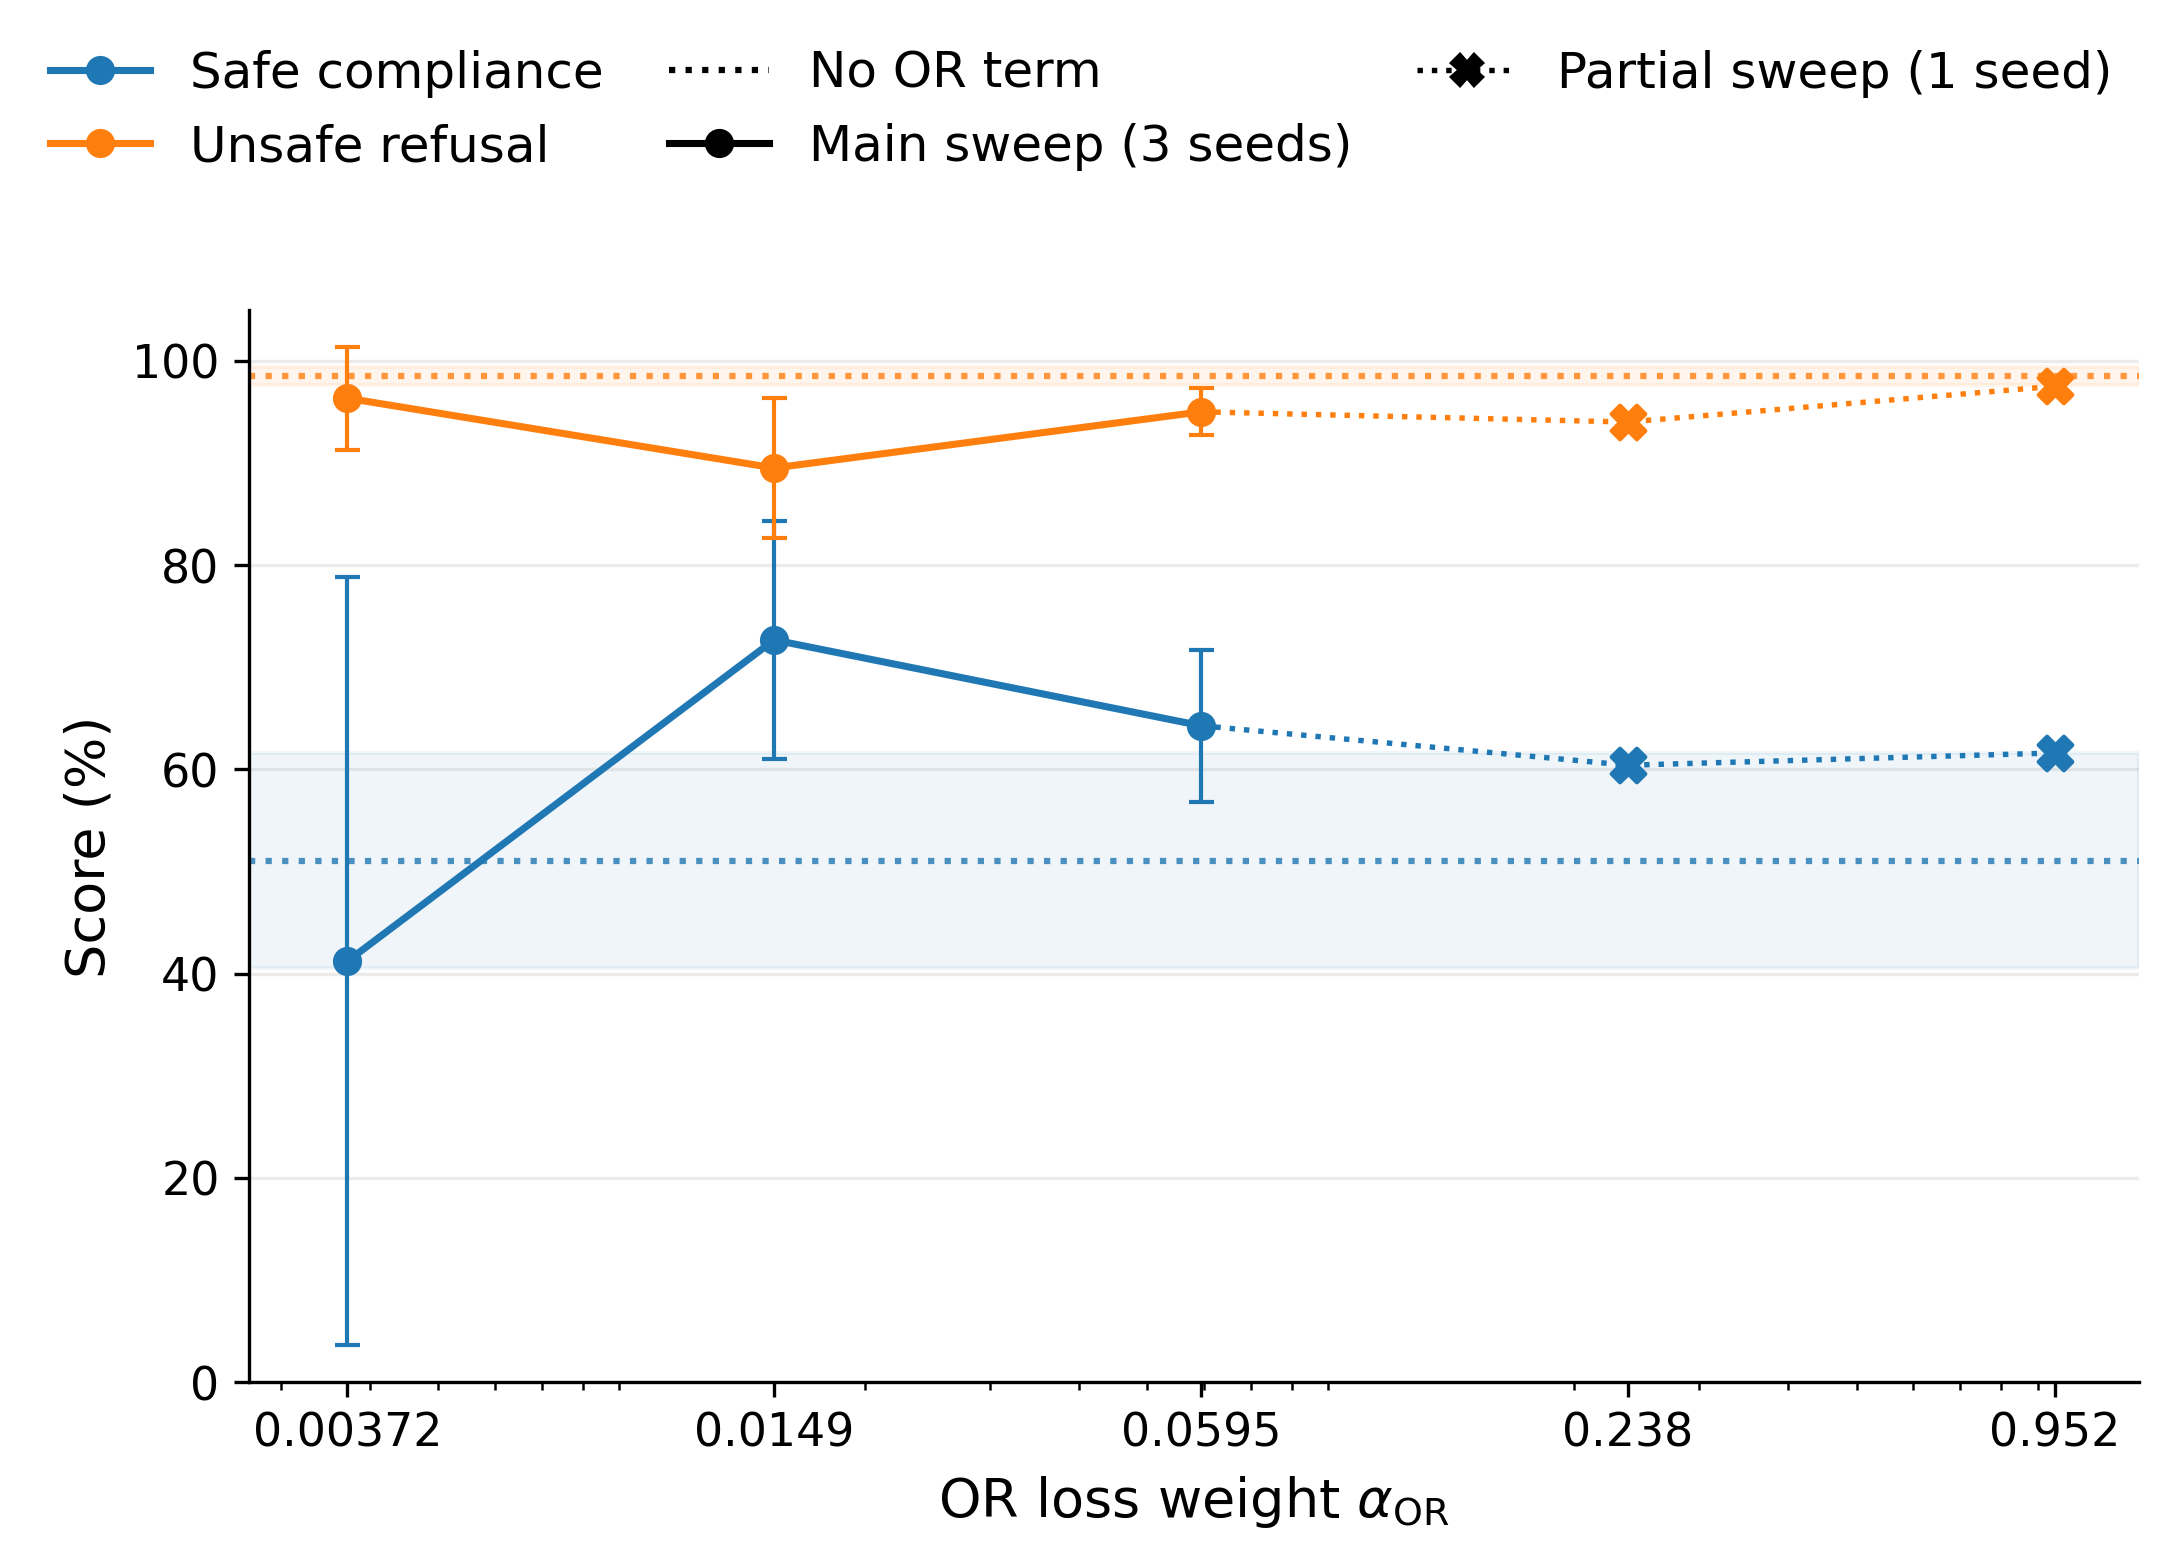 Safe compliance
Unsafe refusal
No OR term
Main sweep (3 seeds)
Partial sweep (1 seed)
Score (%)
100
80
60
40
20
0
0.00372 0.0149 0.0595 0.238 0.952
OR loss weight α_OR